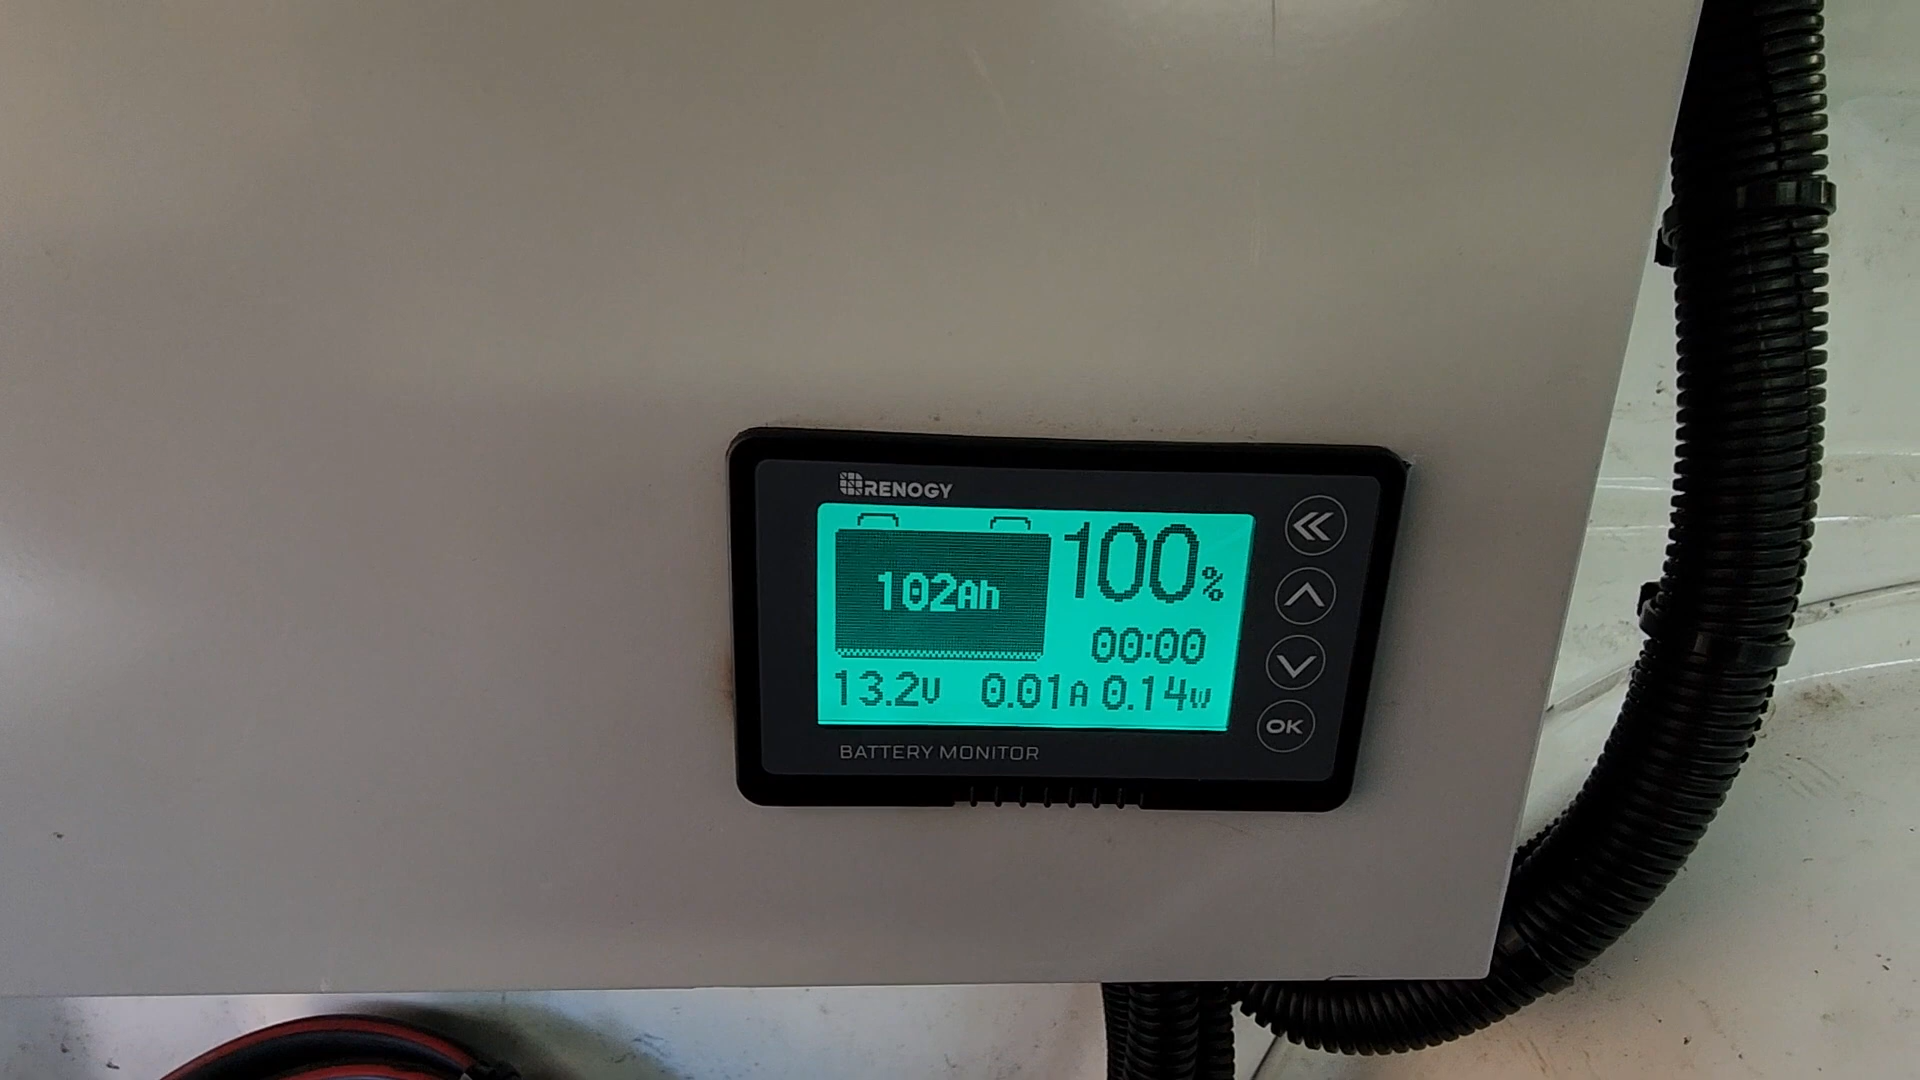 RENOGY
102Ah
100%
00:00
13.2V 0.01A 0.14W
OK
BATTERY MONITOR